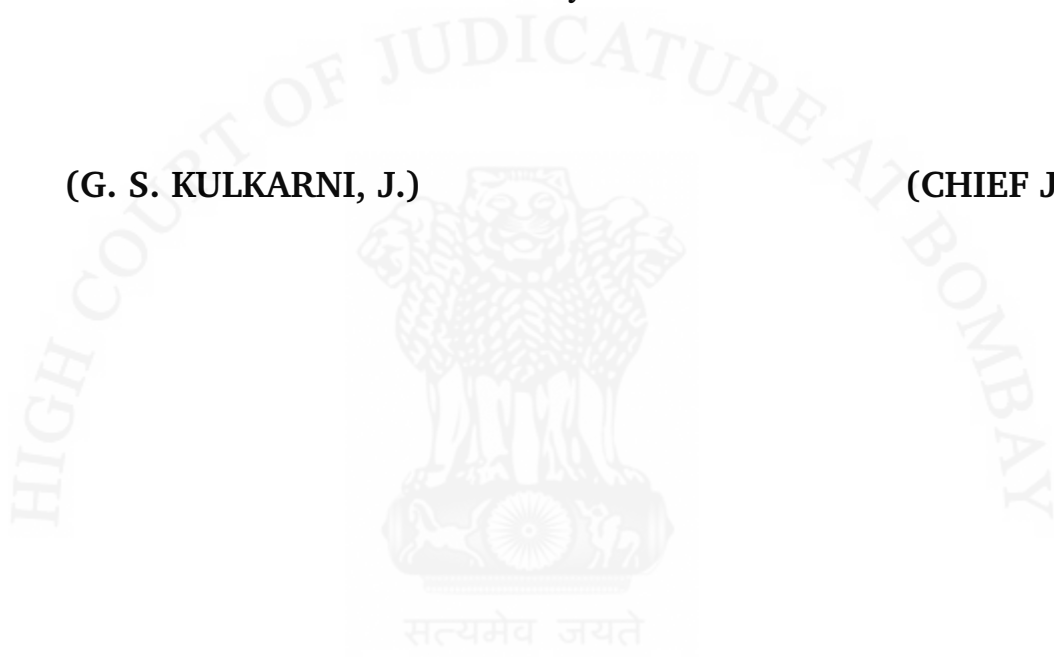 HIGH COURT OF JUDICATURE AT BOMBAY
(G. S. KULKARNI, J.) (CHIEF J
सत्यमेव जयते